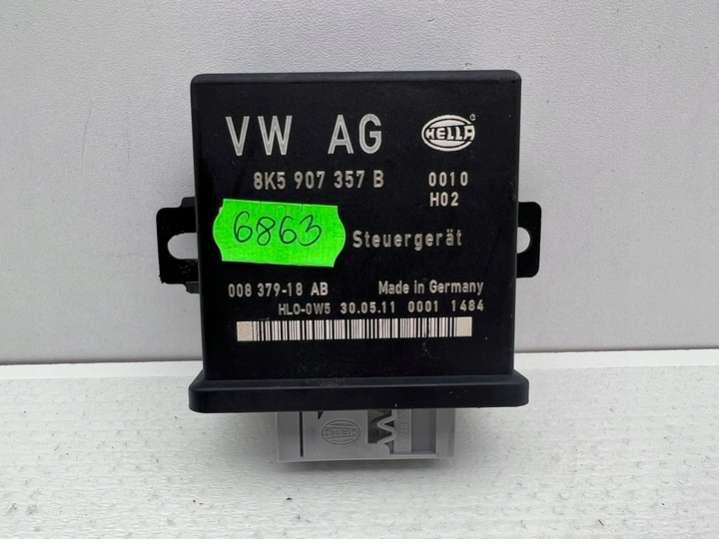 VW AG HELLA ®
8K5 907 357 B 0010
H02
6863
Steuergerät
008 379-18 AB Made in Germany
HLO-0W5 30.05.11 0001 1484
HELLA